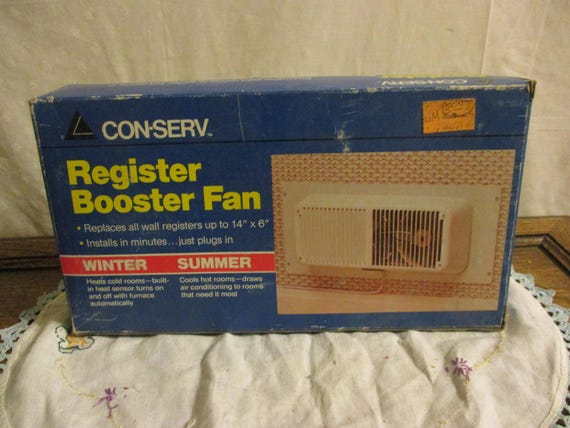 CON-SERV
CON-SERV™
Register
Booster Fan
• Replaces all wall registers up to 14" x 6"
• Installs in minutes...just plugs in
WINTER SUMMER
Heats cold rooms—built-
in heat sensor turns on
and off with furnace
automatically
Cools hot rooms—draws
air conditioning to rooms
that need it most